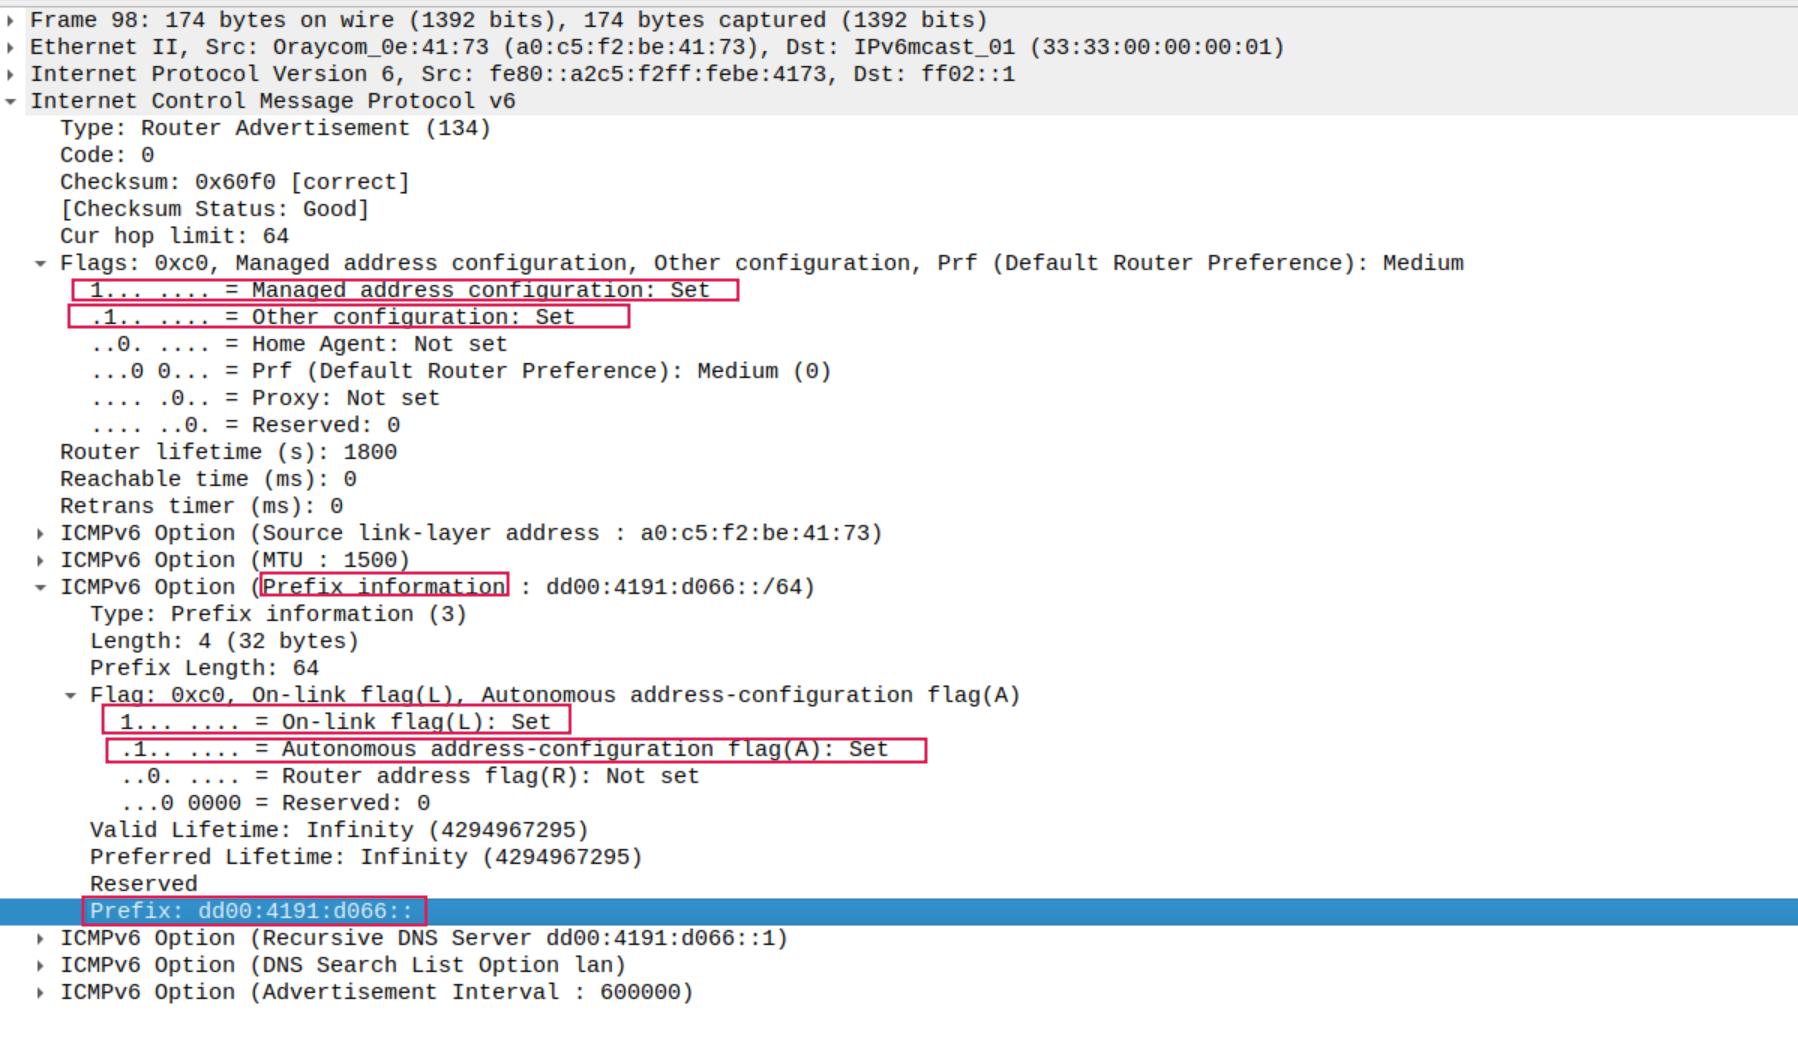 Frame 98: 174 bytes on wire (1392 bits), 174 bytes captured (1392 bits)
Ethernet II, Src: Oraycom_0e:41:73 (a0:c5:f2:be:41:73), Dst: IPv6mcast_01 (33:33:00:00:00:01)
Internet Protocol Version 6, Src: fe80::a2c5:f2ff:febe:4173, Dst: ff02::1
Internet Control Message Protocol v6
Type: Router Advertisement (134)
Code: 0
Checksum: 0x60f0 [correct]
[Checksum Status: Good]
Cur hop limit: 64
Flags: 0xc0, Managed address configuration, Other configuration, Prf (Default Router Preference): Medium
1... .... = Managed address configuration: Set
.1.. .... = Other configuration: Set
..0. .... = Home Agent: Not set
...0 0... = Prf (Default Router Preference): Medium (0)
.... .0.. = Proxy: Not set
.... ..0. = Reserved: 0
Router lifetime (s): 1800
Reachable time (ms): 0
Retrans timer (ms): 0
ICMPv6 Option (Source link-layer address : a0:c5:f2:be:41:73)
ICMPv6 Option (MTU : 1500)
ICMPv6 Option (Prefix information : dd00:4191:d066::/64)
Type: Prefix information (3)
Length: 4 (32 bytes)
Prefix Length: 64
Flag: 0xc0, On-link flag(L), Autonomous address-configuration flag(A)
1... .... = On-link flag(L): Set
.1.. .... = Autonomous address-configuration flag(A): Set
..0. .... = Router address flag(R): Not set
...0 0000 = Reserved: 0
Valid Lifetime: Infinity (4294967295)
Preferred Lifetime: Infinity (4294967295)
Reserved
Prefix: dd00:4191:d066::
ICMPv6 Option (Recursive DNS Server dd00:4191:d066::1)
ICMPv6 Option (DNS Search List Option lan)
ICMPv6 Option (Advertisement Interval : 600000)